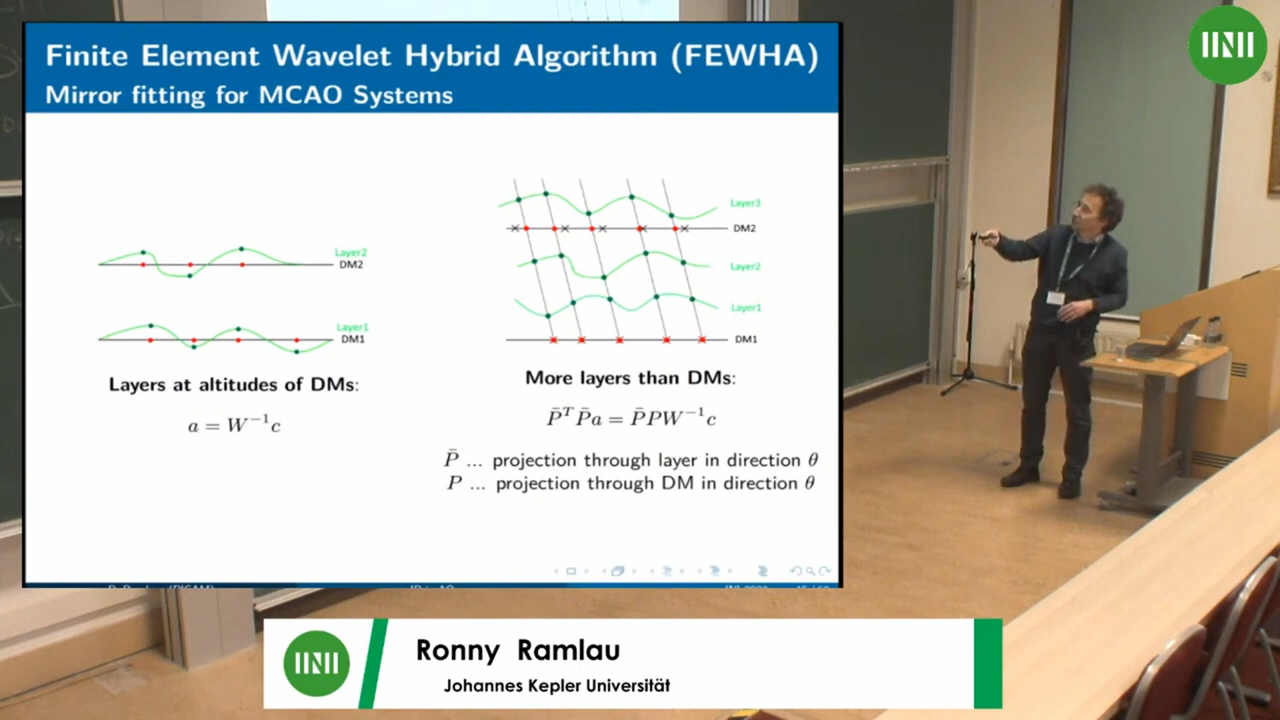 Finite Element Wavelet Hybrid Algorithm (FEWHA)
Mirror fitting for MCAO Systems
Layer2
DM2
Layer1
DM1
Layers at altitudes of DMs:
a = W⁻¹c
Layer3
DM2
Layer2
Layer1
DM1
More layers than DMs:
P̄ᵀP̄a = P̄PW⁻¹c
P̄ ... projection through layer in direction θ
P ... projection through DM in direction θ
Ronny Ramlau
Johannes Kepler Universität